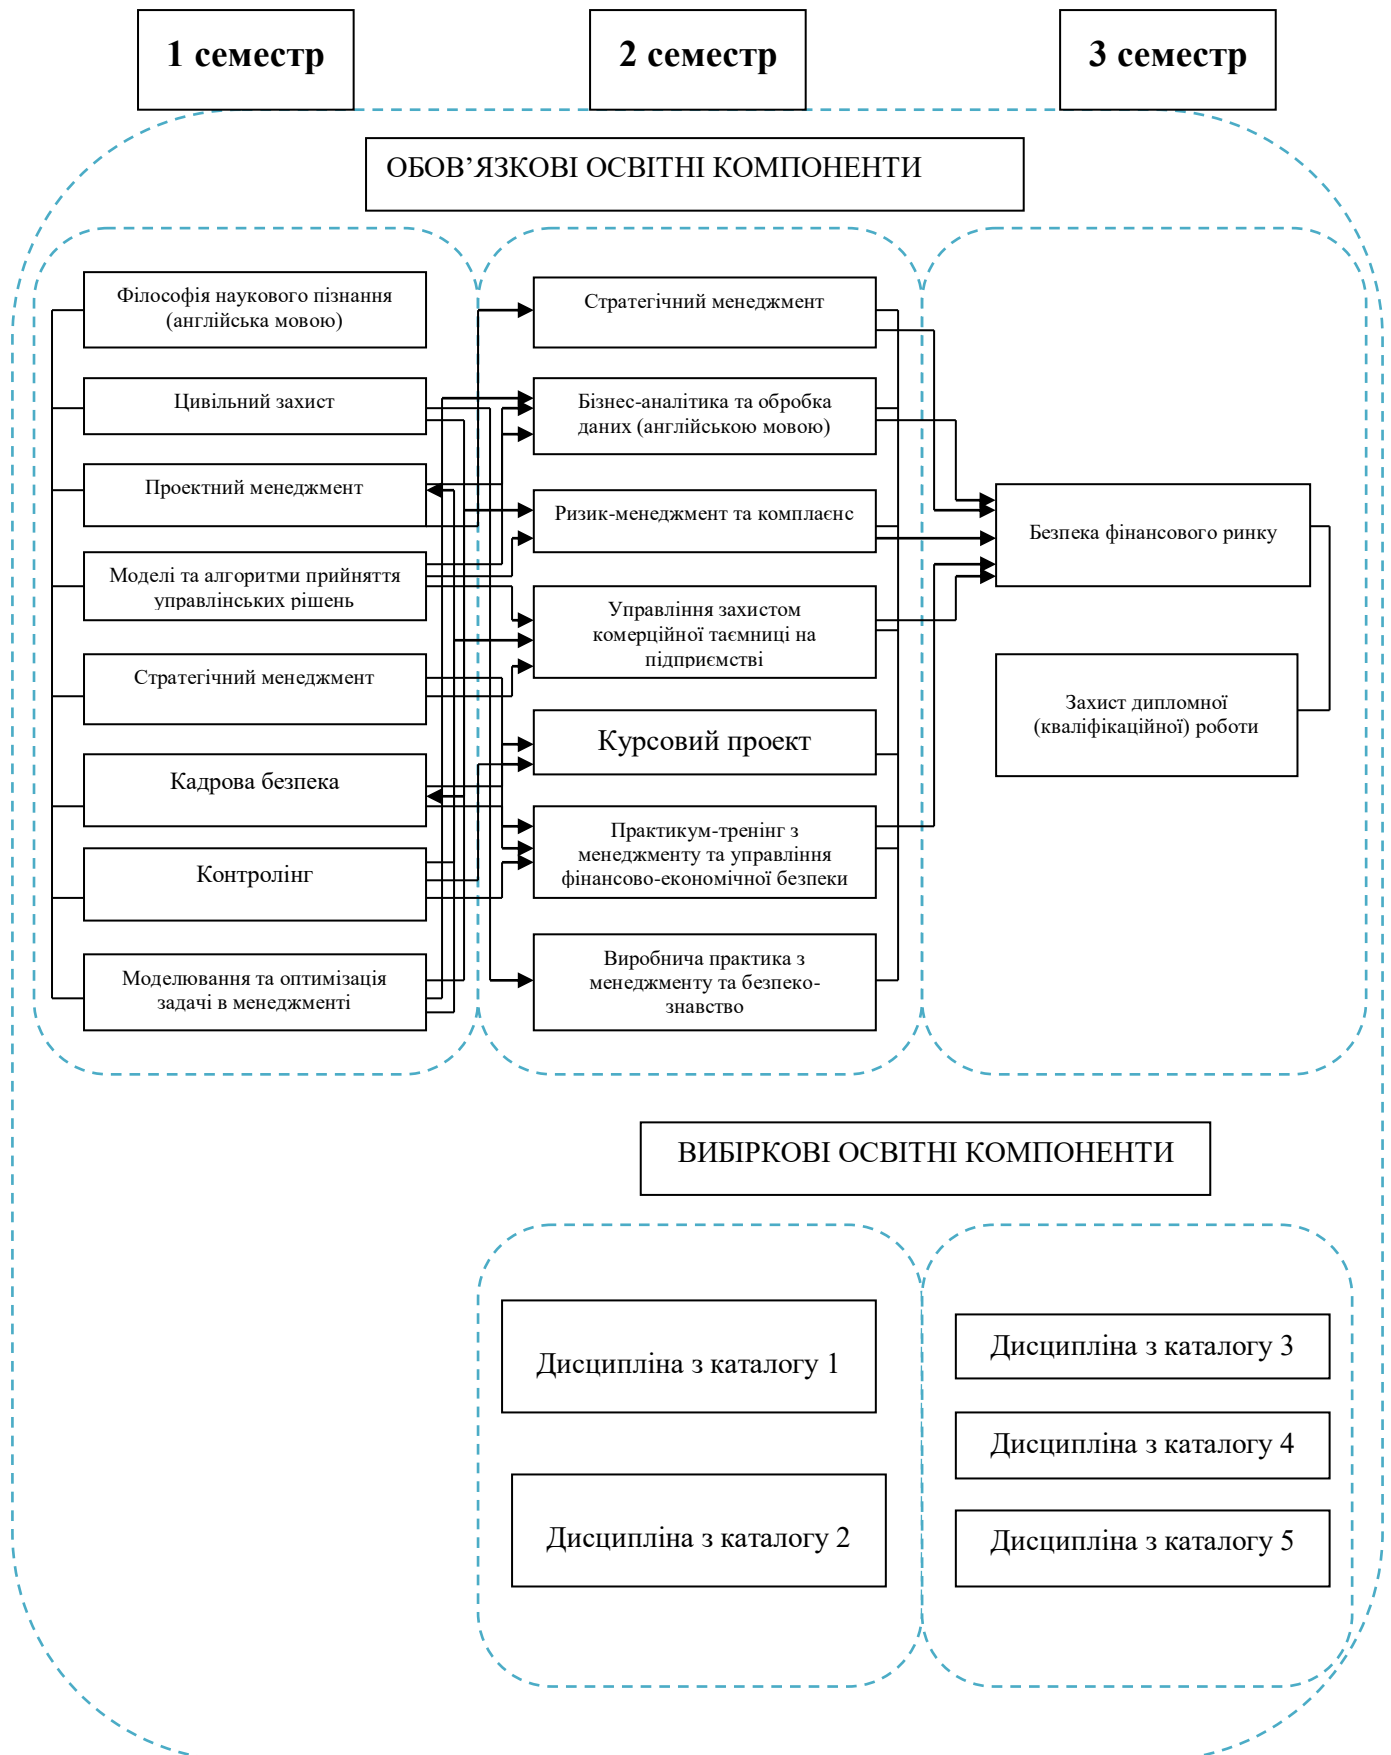 1 семестр
2 семестр
3 семестр
ОБОВ’ЯЗКОВІ ОСВІТНІ КОМПОНЕНТИ
Філософія наукового пізнання
(англійська мовою)
Цивільний захист
Проектний менеджмент
Моделі та алгоритми прийняття
управлінських рішень
Стратегічний менеджмент
Кадрова безпека
Контролінг
Моделювання та оптимізація
задачі в менеджменті
Стратегічний менеджмент
Бізнес-аналітика та обробка
даних (англійською мовою)
Ризик-менеджмент та комплаєнс
Управління захистом
комерційної таємниці на
підприємстві
Курсовий проект
Практикум-тренінг з
менеджменту та управління
фінансово-економічної безпеки
Виробнича практика з
менеджменту та безпеко-
знавство
Безпека фінансового ринку
Захист дипломної
(кваліфікаційної) роботи
ВИБІРКОВІ ОСВІТНІ КОМПОНЕНТИ
Дисципліна з каталогу 1
Дисципліна з каталогу 2
Дисципліна з каталогу 3
Дисципліна з каталогу 4
Дисципліна з каталогу 5